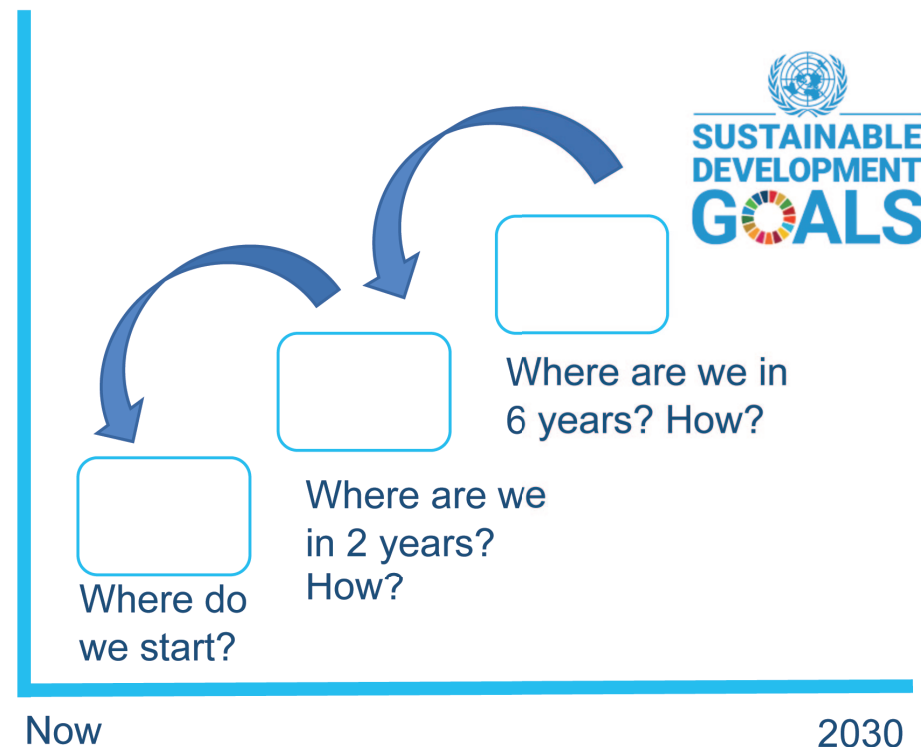 SUSTAINABLE
DEVELOPMENT
GOALS
Where are we in
6 years? How?
Where are we
in 2 years?
How?
Where do
we start?
Now
2030